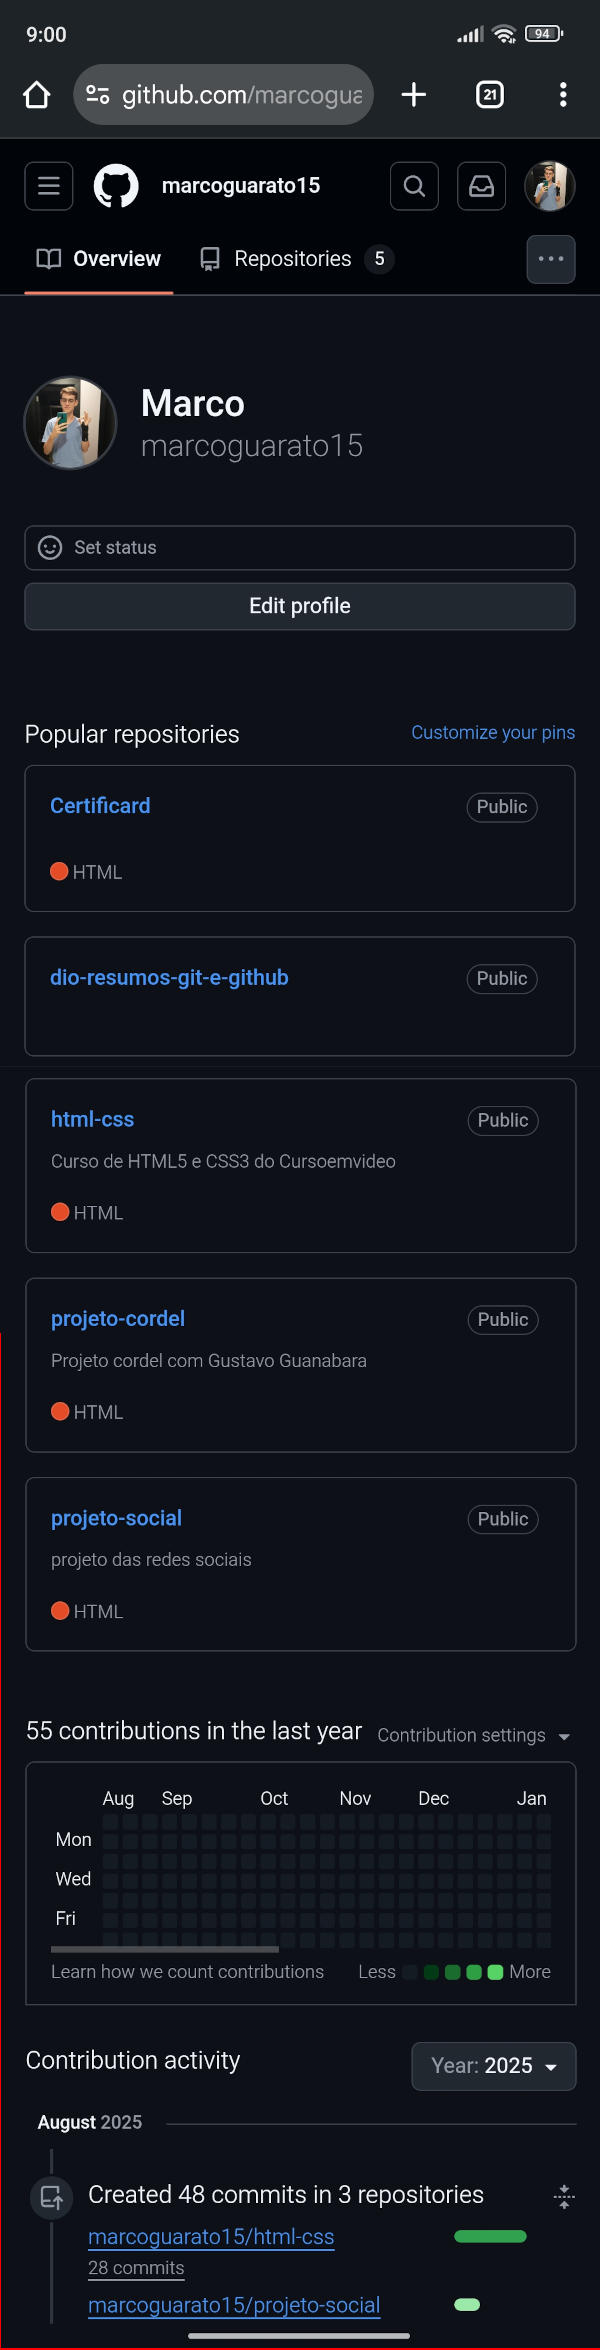 9:00
94
github.com/marcogua
21
marcoguarato15
Overview
Repositories 5
Marco
marcoguarato15
Set status
Edit profile
Popular repositories
Customize your pins
Certificard
Public
HTML
dio-resumos-git-e-github
Public
html-css
Public
Curso de HTML5 e CSS3 do Cursoemvideo
HTML
projeto-cordel
Public
Projeto cordel com Gustavo Guanabara
HTML
projeto-social
Public
projeto das redes sociais
HTML
55 contributions in the last year
Contribution settings
Aug Sep Oct Nov Dec Jan
Mon
Wed
Fri
Learn how we count contributions
Less More
Contribution activity
Year: 2025
August 2025
Created 48 commits in 3 repositories
marcoguarato15/html-css
28 commits
marcoguarato15/projeto-social